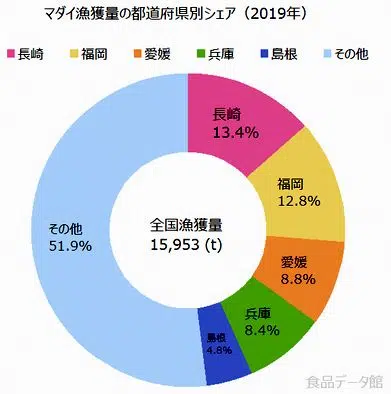 マダイ漁獲量の都道府県別シェア（2019年）
長崎 福岡 愛媛 兵庫 島根 その他
長崎
13.4%
福岡
12.8%
愛媛
8.8%
兵庫
8.4%
島根
4.8%
その他
51.9%
全国漁獲量
15,953 (t)
食品データ館